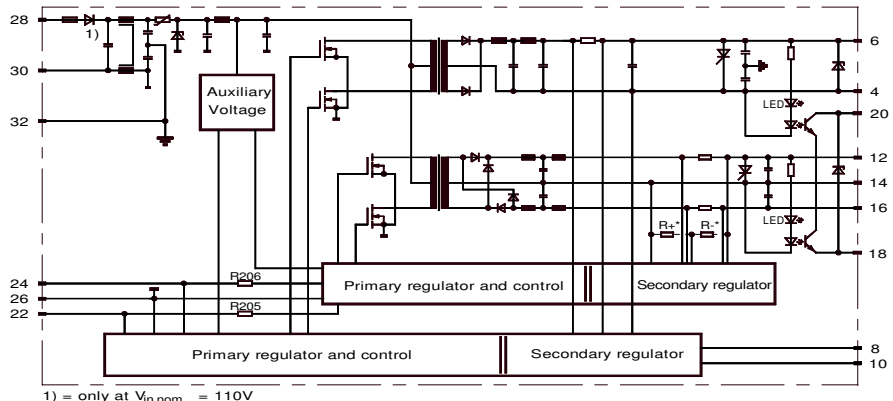 28
1)
6
30
Auxiliary
Voltage
4
LED
20
32
12
14
16
LED
R+*
R-*
18
24
R206
26
Primary regulator and control
Secondary regulator
22
R205
Primary regulator and control
Secondary regulator
8
10
1) = only at Vin nom = 110V